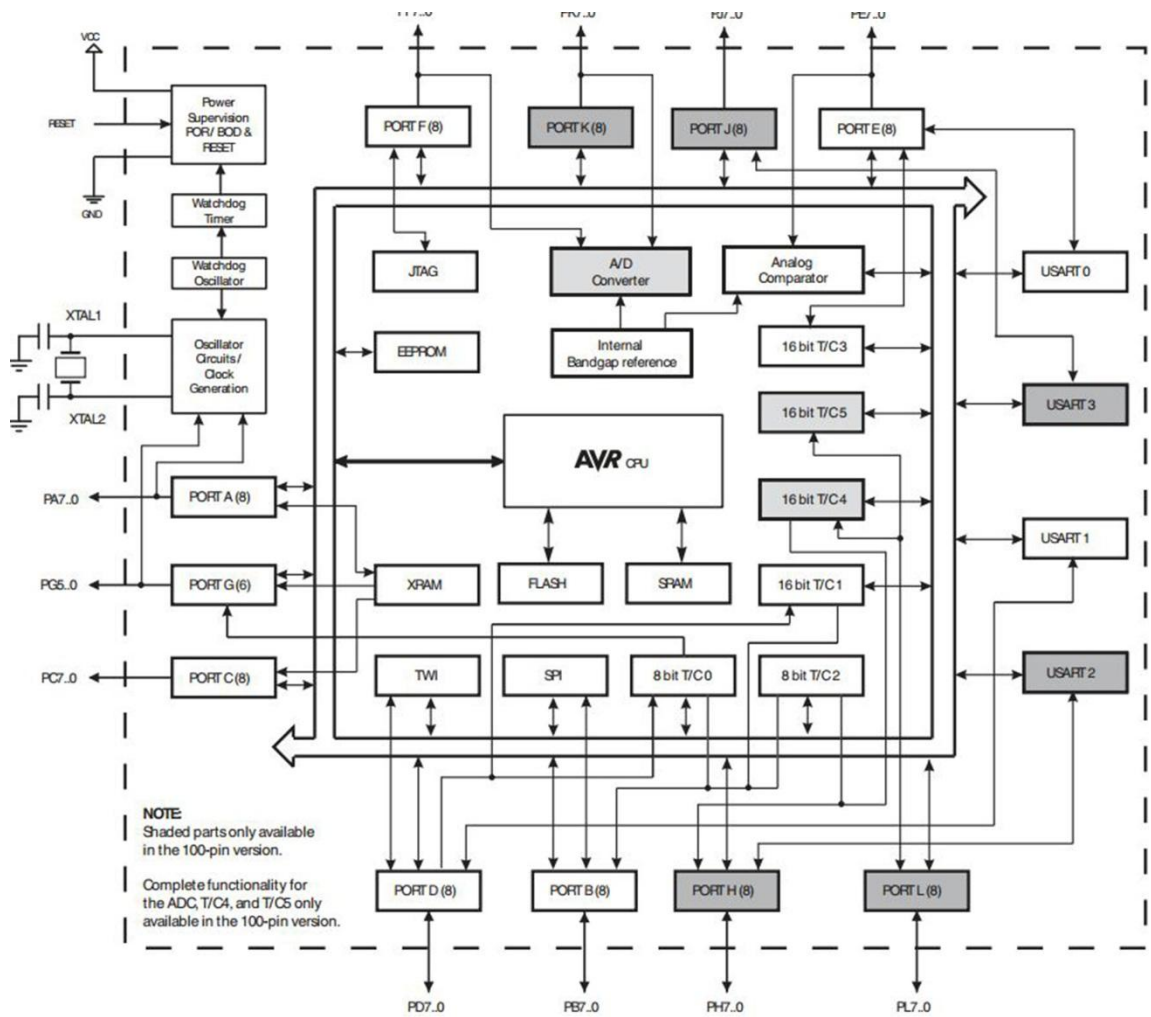 PF7..0
PK7..0
PJ7..0
PE7..0
VCC
RESET
GND
Power
Supervision
POR/ BOD &
RESET
Watchdog
Timer
Watchdog
Oscillator
XTAL1
XTAL2
Oscillator
Circuits/
Clock
Generation
PORT F (8)
PORT K (8)
PORT J (8)
PORT E (8)
JTAG
A/D
Converter
Analog
Comparator
USART 0
EEPROM
Internal
Bandgap reference
16 bit T/C3
USART 3
16 bit T/C5
AVR CPU
PA7..0
PORT A (8)
16 bit T/C4
USART 1
PG5..0
PORT G (6)
XRAM
FLASH
SRAM
16 bit T/C1
PC7..0
PORT C (8)
TWI
SPI
8 bit T/C0
8 bit T/C2
USART 2
NOTE:
Shaded parts only available
in the 100-pin version.
Complete functionality for
the ADC, T/C4, and T/C5 only
available in the 100-pin version.
PORT D (8)
PORT B (8)
PORT H (8)
PORT L (8)
PD7..0
PB7..0
PH7..0
PL7..0